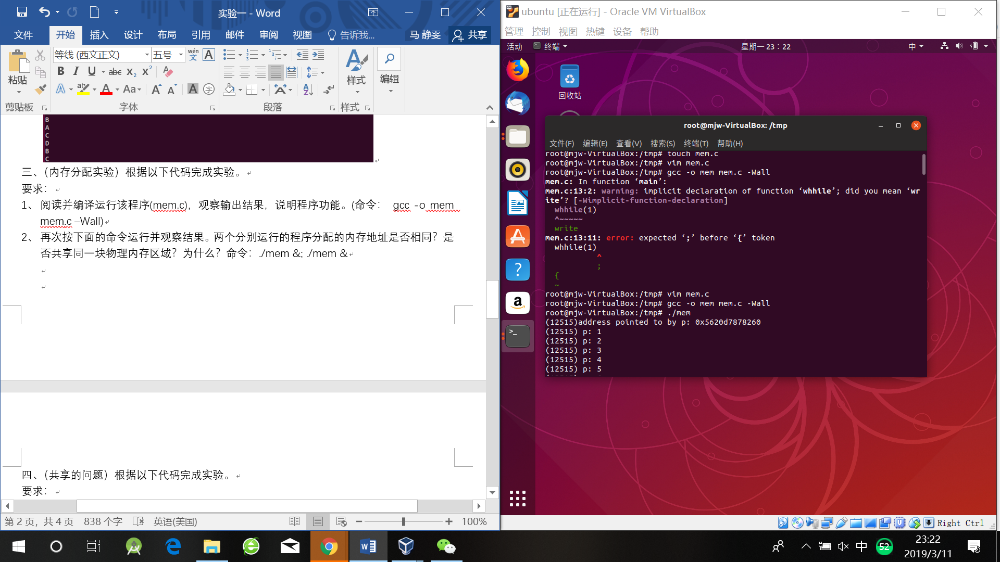 实验一 - Word
文件 开始 插入 设计 布局 引用 邮件 审阅 视图 告诉我... 马 静雯 共享
等线 (西文正文) 五号 wén 文 A
粘贴 B I U abc X₂ X² 样式 编辑
A ab A Aa A A A 字 A Z
剪贴板 字体 段落 样式
B
A
C
D
B
C
三、（内存分配实验）根据以下代码完成实验。
要求：
1、 阅读并编译运行该程序(mem.c)，观察输出结果，说明程序功能。(命令： gcc -o mem
mem.c –Wall)
2、 再次按下面的命令运行并观察结果。两个分别运行的程序分配的内存地址是否相同？是
否共享同一块物理内存区域？为什么？命令：./mem &; ./mem &
四、（共享的问题）根据以下代码完成实验。
要求：
第 2 页，共 4 页 838 个字 英语(美国) 100%
ubuntu [正在运行] - Oracle VM VirtualBox
管理 控制 视图 热键 设备 帮助
活动 终端 星期一 23：22 中
回收站
root@mjw-VirtualBox: /tmp
文件(F) 编辑(E) 查看(V) 搜索(S) 终端(T) 帮助(H)
root@mjw-VirtualBox:/tmp# touch mem.c
root@mjw-VirtualBox:/tmp# vim mem.c
root@mjw-VirtualBox:/tmp# gcc -o mem mem.c -Wall
mem.c: In function ‘main’:
mem.c:13:2: warning: implicit declaration of function ‘whhile’; did you mean ‘wr
ite’? [-Wimplicit-function-declaration]
whhile(1)
^~~~~~
write
mem.c:13:11: error: expected ‘;’ before ‘{’ token
whhile(1)
^
;
{
~
root@mjw-VirtualBox:/tmp# vim mem.c
root@mjw-VirtualBox:/tmp# gcc -o mem mem.c -Wall
root@mjw-VirtualBox:/tmp# ./mem
(12515)address pointed to by p: 0x5620d7878260
(12515) p: 1
(12515) p: 2
(12515) p: 3
(12515) p: 4
(12515) p: 5
Right Ctrl
中 52 23:22
2019/3/11